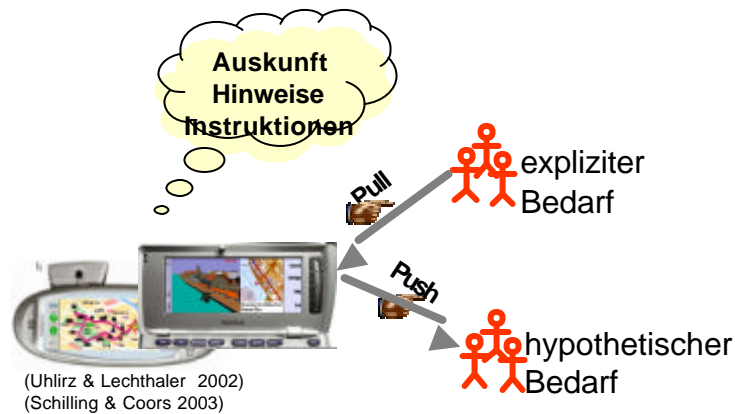 Auskunft
Hinweise
Instruktionen
Pull
expliziter
Bedarf
Push
hypothetischer
Bedarf
(Uhlirz & Lechthaler 2002)
(Schilling & Coors 2003)